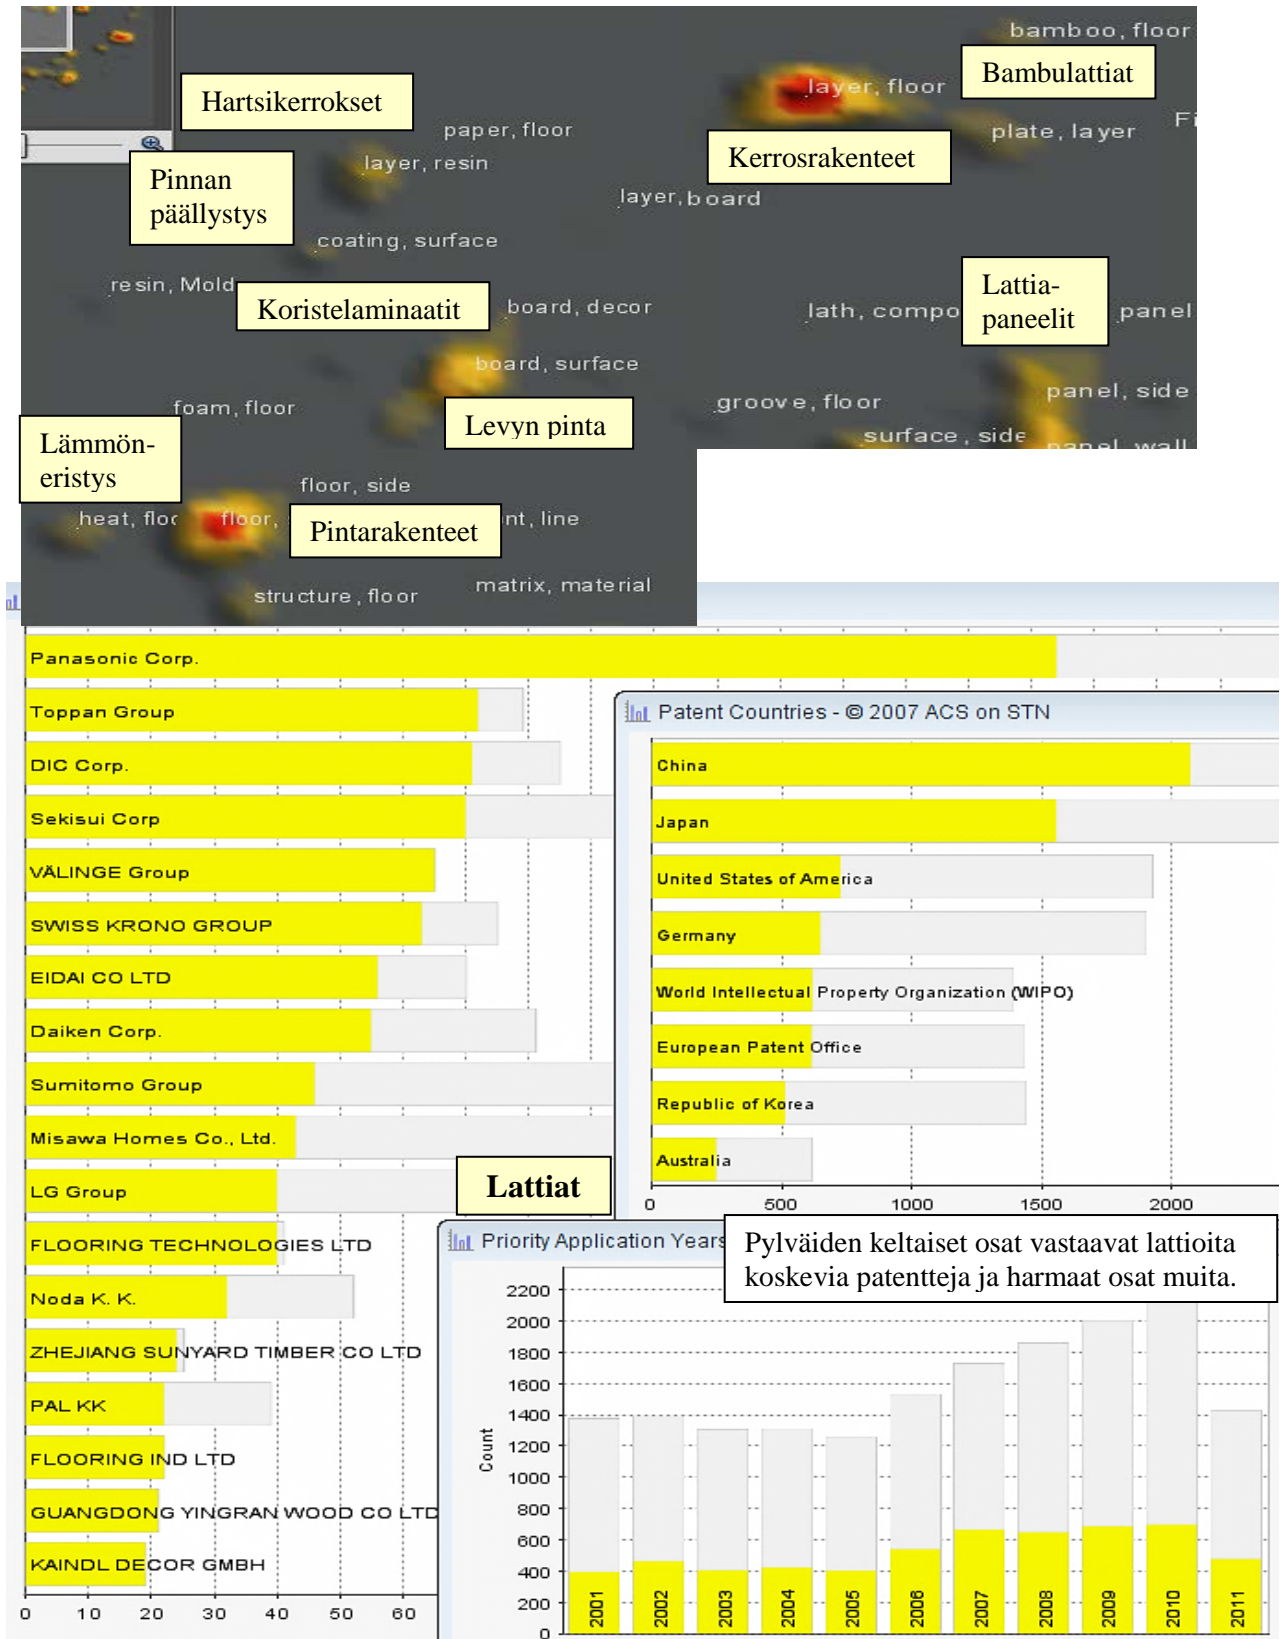 bamboo, floor
Bambulattiat
layer, floor
Hartsikerrokset
paper, floor
plate, layer
Fi
Kerrosrakenteet
layer, resin
Pinnan
päällystys
layer, board
coating, surface
resin, Mold
Koristelaminaatit
board, decor
Lattia-
paneelit
lath, compo
panel
board, surface
panel, side
foam, floor
groove, floor
Levyn pinta
surface, side
panel, wall
Lämmön-
eristys
floor, side
heat, floo
floor,
Pintarakenteet
nt, line
structure, floor
matrix, material
Panasonic Corp.
Toppan Group
DIC Corp.
Sekisui Corp
VÄLINGE Group
SWISS KRONO GROUP
EIDAI CO LTD
Daiken Corp.
Sumitomo Group
Misawa Homes Co., Ltd.
LG Group
FLOORING TECHNOLOGIES LTD
Noda K. K.
ZHEJIANG SUNYARD TIMBER CO LTD
PAL KK
FLOORING IND LTD
GUANGDONG YINGRAN WOOD CO LTD
KAINDL DECOR GMBH
0 10 20 30 40 50 60
Patent Countries - © 2007 ACS on STN
China
Japan
United States of America
Germany
World Intellectual Property Organization (WIPO)
European Patent Office
Republic of Korea
Australia
0 500 1000 1500 2000
Lattiat
Priority Application Years
Pylväiden keltaiset osat vastaavat lattioita
koskevia patentteja ja harmaat osat muita.
Count
2200
2000
1800
1600
1400
1200
1000
800
600
400
200
0
2001 2002 2003 2004 2005 2006 2007 2008 2009 2010 2011